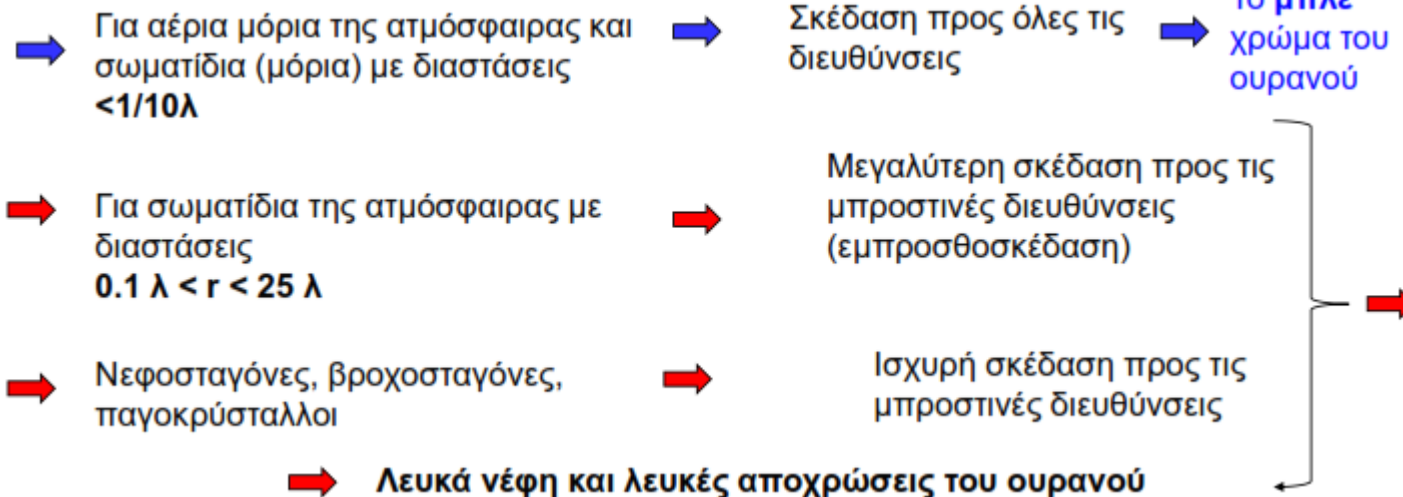 Για αέρια μόρια της ατμόσφαιρας και
σωματίδια (μόρια) με διαστάσεις
<1/10λ
Σκέδαση προς όλες τις
διευθύνσεις
Το μπλε
χρώμα του
ουρανού
Για σωματίδια της ατμόσφαιρας με
διαστάσεις
0.1 λ < r < 25 λ
Μεγαλύτερη σκέδαση προς τις
μπροστινές διευθύνσεις
(εμπροσθοσκέδαση)
Νεφοσταγόνες, βροχοσταγόνες,
παγοκρύσταλλοι
Ισχυρή σκέδαση προς τις
μπροστινές διευθύνσεις
Λευκά νέφη και λευκές αποχρώσεις του ουρανού